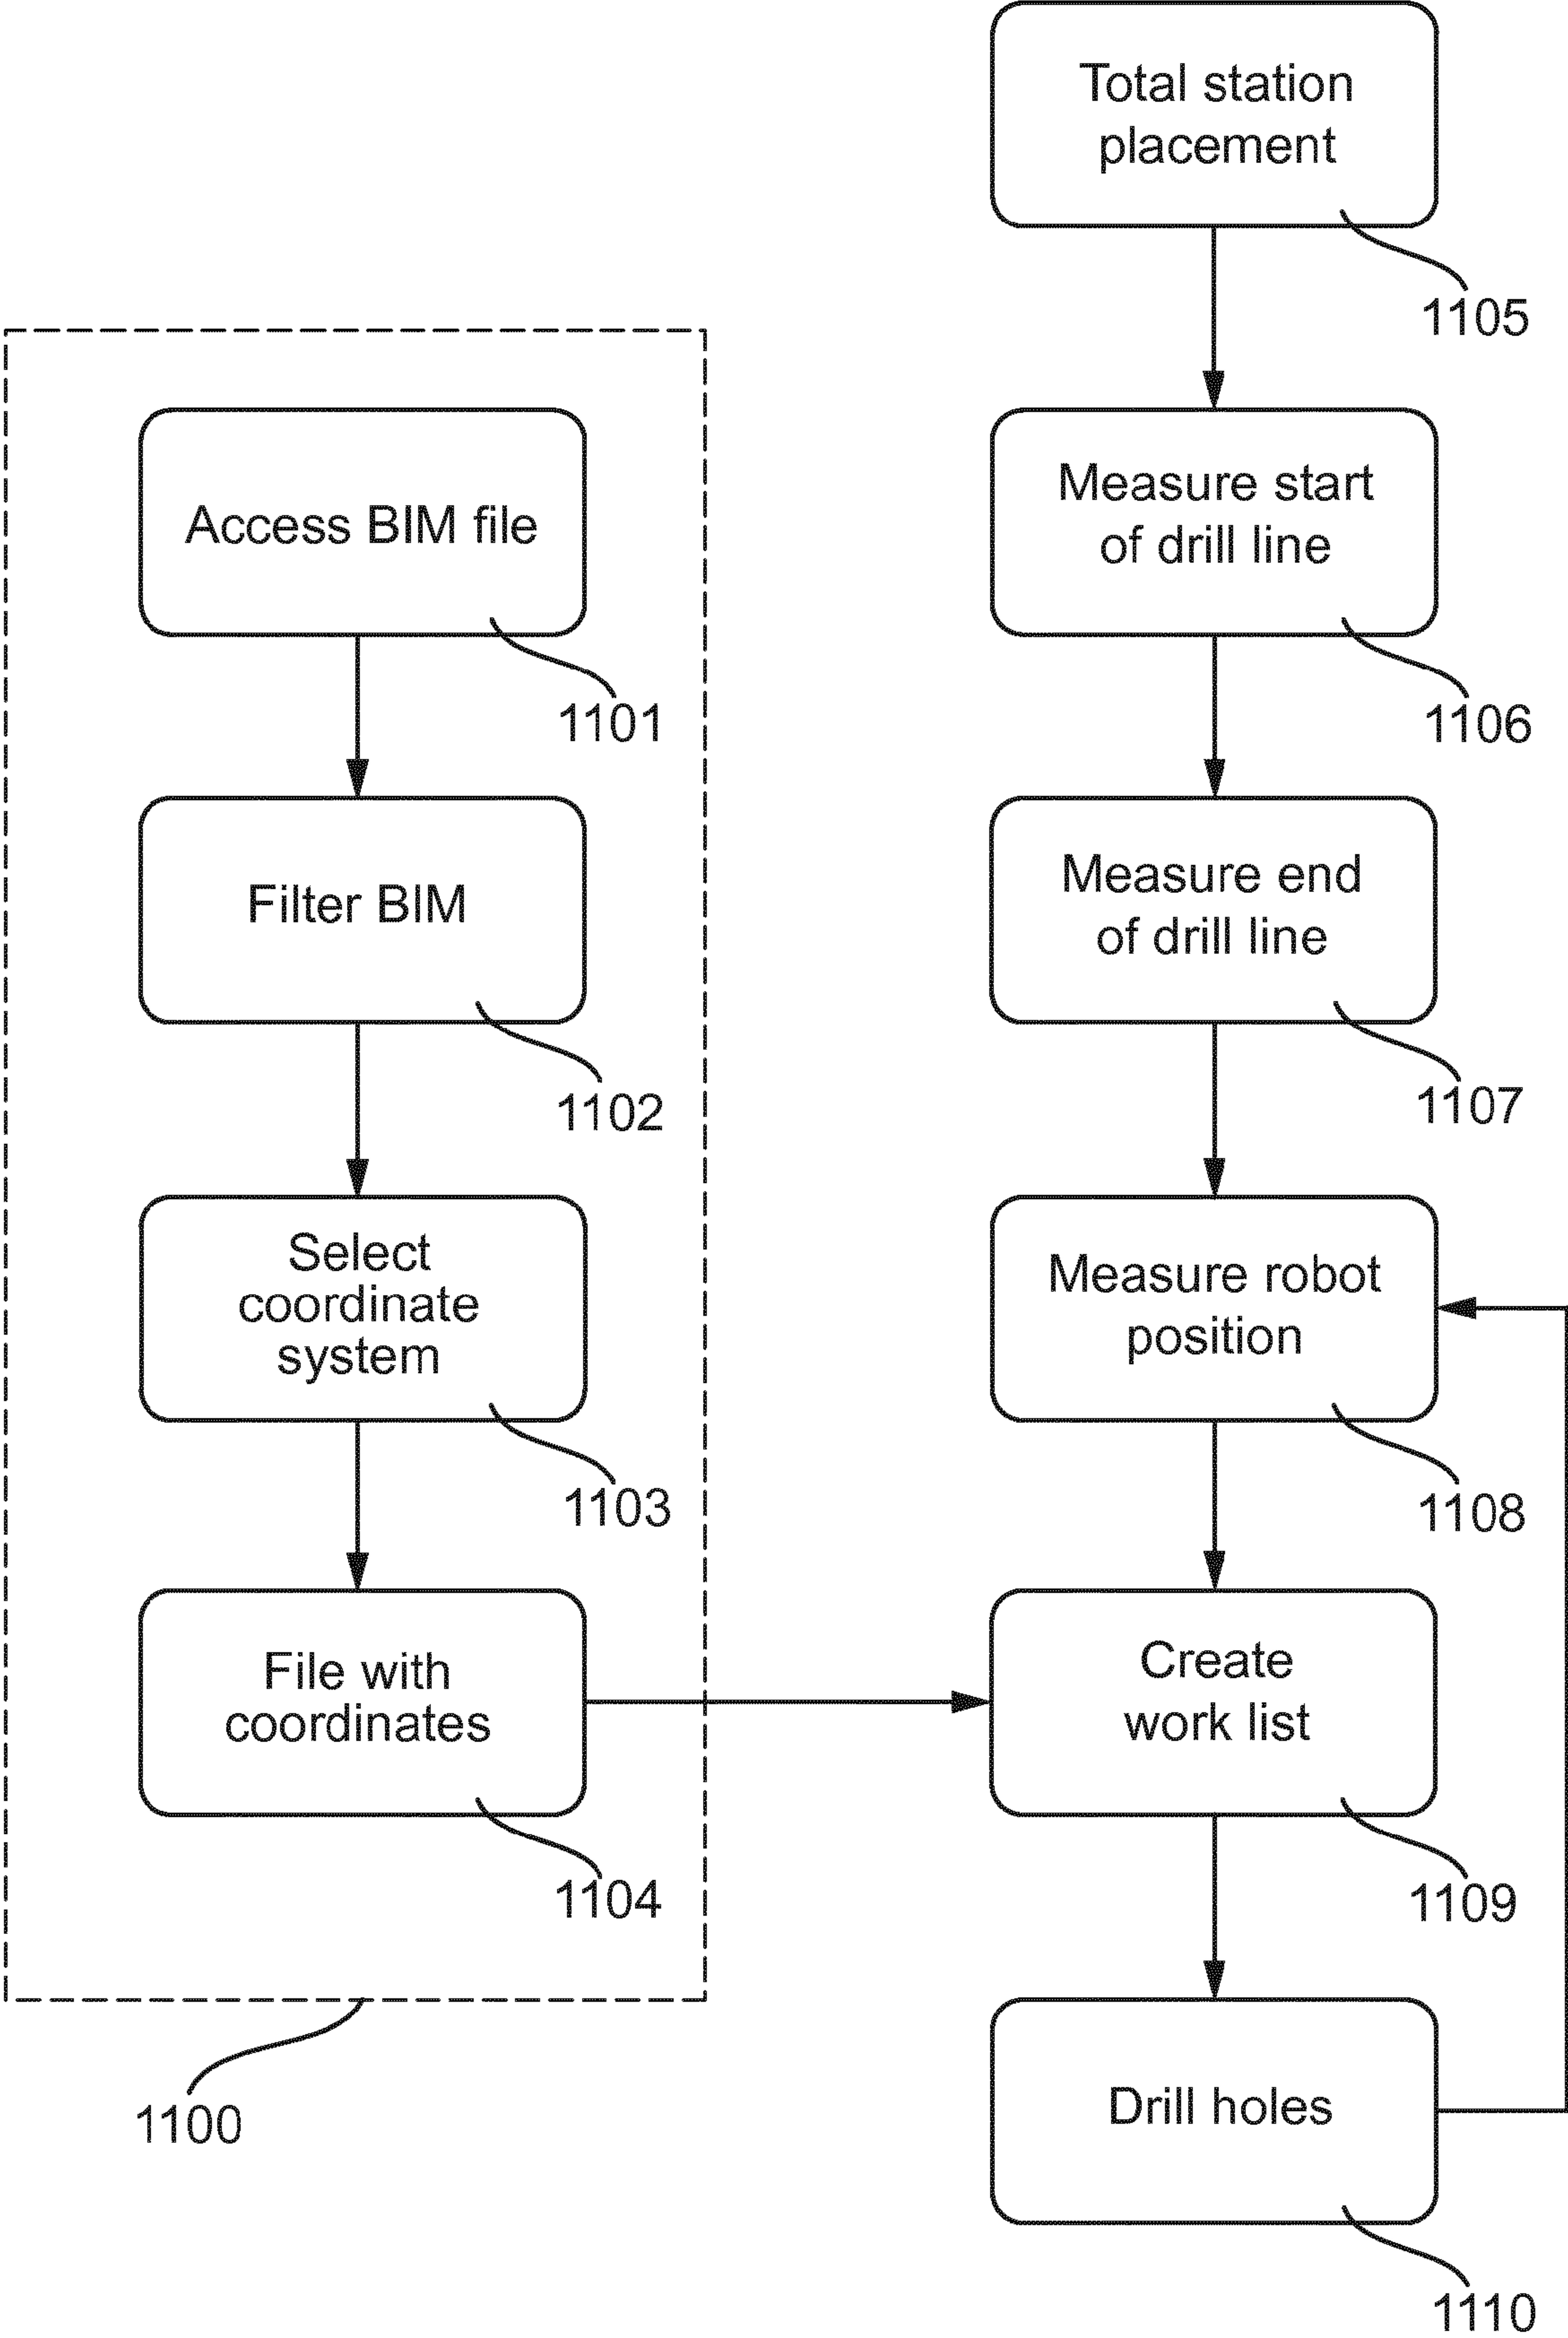 Total station
placement
1105
Measure start
of drill line
1106
Measure end
of drill line
1107
Measure robot
position
1108
Create
work list
1109
Drill holes
1110
Access BIM file
1101
Filter BIM
1102
Select
coordinate
system
1103
File with
coordinates
1104
1100